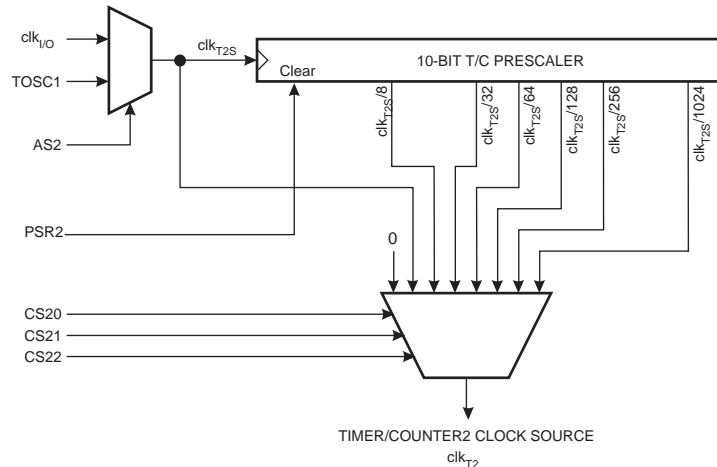 clkI/O
clkT2S
10-BIT T/C PRESCALER
TOSC1
Clear
clkT2S/8
clkT2S/32
clkT2S/64
clkT2S/128
clkT2S/256
clkT2S/1024
AS2
PSR2
0
CS20
CS21
CS22
TIMER/COUNTER2 CLOCK SOURCE
clkT2